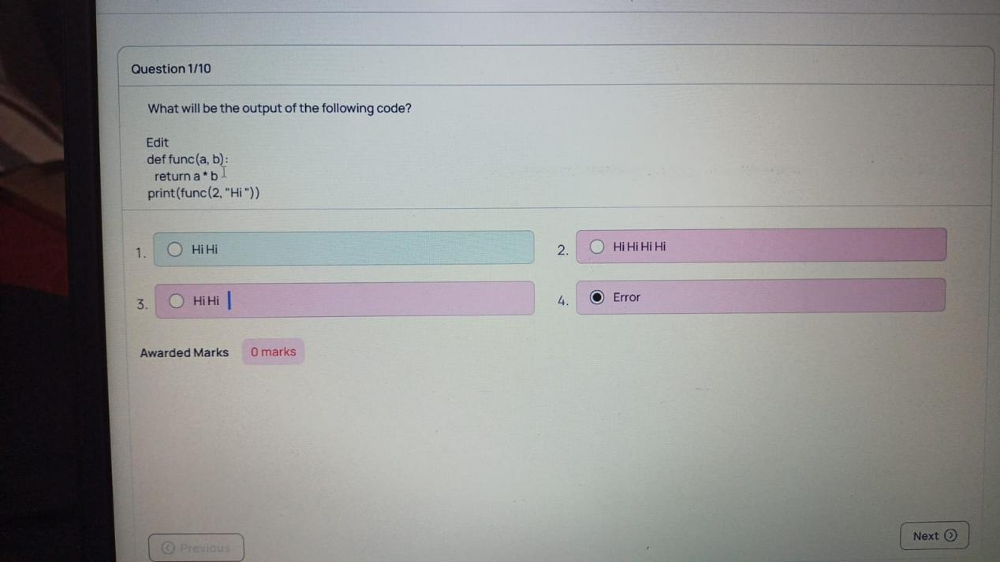 Question 1/10
What will be the output of the following code?
Edit
def func(a, b):
return a * b
print(func(2, "Hi "))
1. Hi Hi
2. Hi Hi Hi Hi
3. Hi Hi
4. Error
Awarded Marks 0 marks
Previous
Next